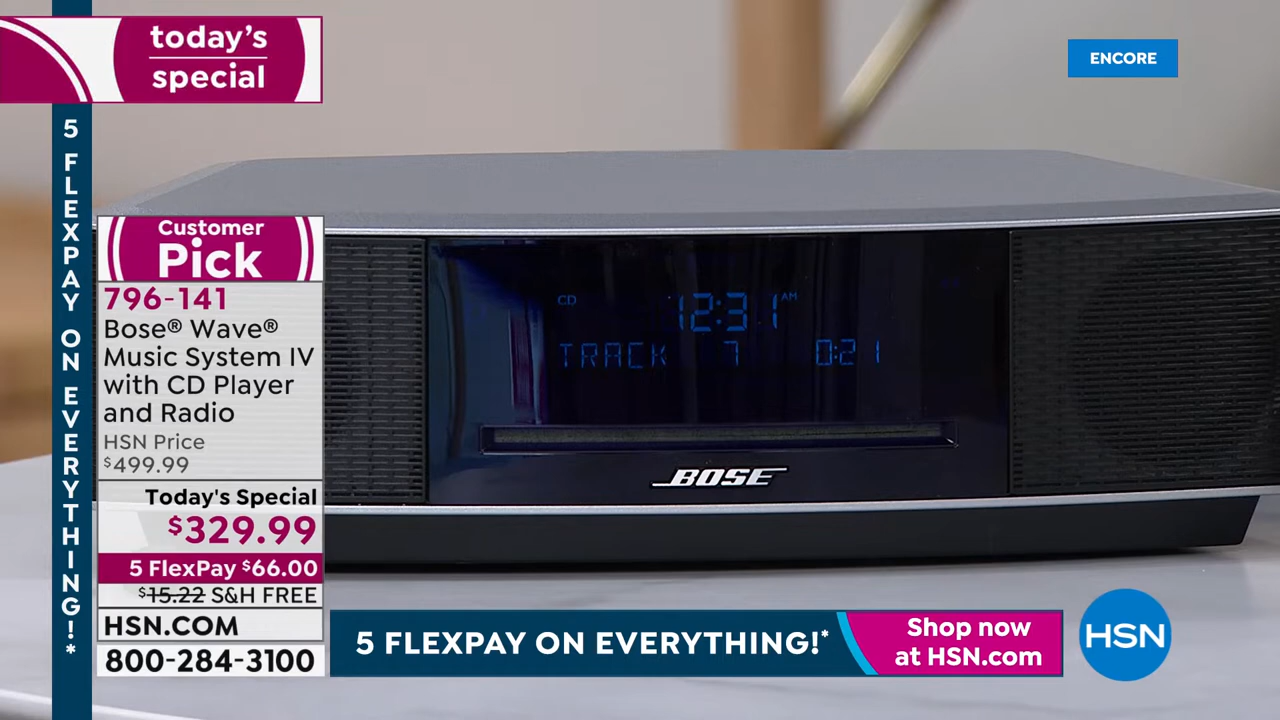 today's
special
ENCORE
5 FLEXPAY ON EVERYTHING!*
Customer
Pick
796-141
Bose® Wave®
Music System IV
with CD Player
and Radio
HSN Price
$499.99
Today's Special
$329.99
5 FlexPay $66.00
$15.22 S&H FREE
HSN.COM
800-284-3100
CD 12:31 AM
TRACK 7 0:21
BOSE
5 FLEXPAY ON EVERYTHING!*
Shop now
at HSN.com
HSN